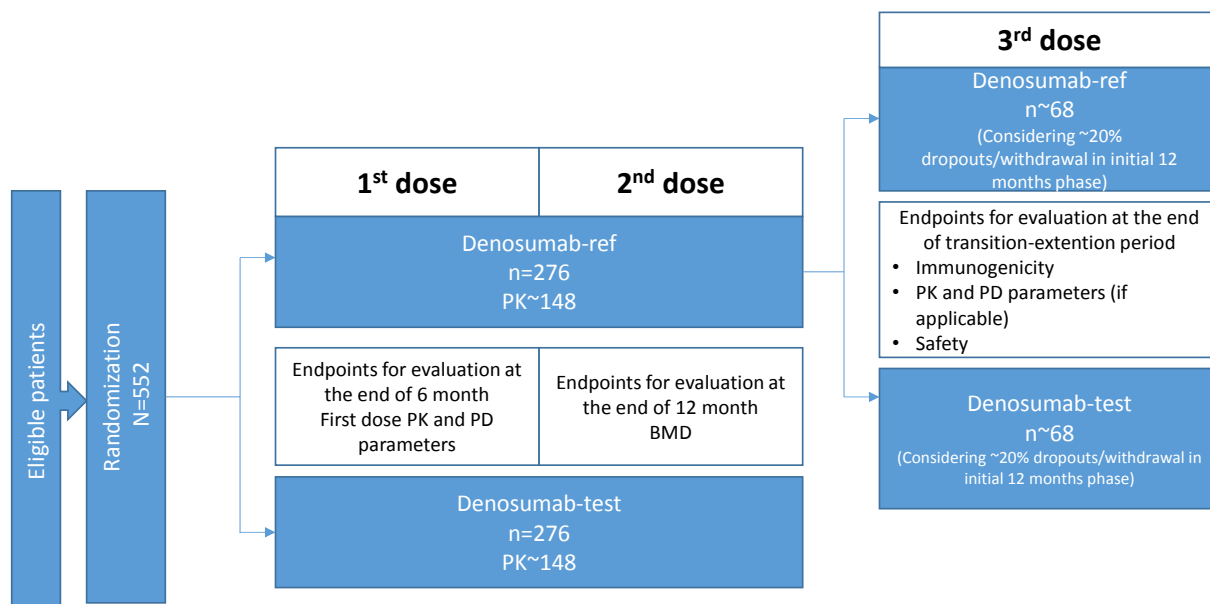 Eligible patients
Randomization
N=552
1st dose
2nd dose
Denosumab-ref
n=276
PK~148
Endpoints for evaluation at
the end of 6 month
First dose PK and PD
parameters
Endpoints for evaluation at
the end of 12 month
BMD
Denosumab-test
n=276
PK~148
3rd dose
Denosumab-ref
n~68
(Considering ~20%
dropouts/withdrawal in initial 12
months phase)
Endpoints for evaluation at the end
of transition-extention period
• Immunogenicity
• PK and PD parameters (if
applicable)
• Safety
Denosumab-test
n~68
(Considering ~20% dropouts/withdrawal in
initial 12 months phase)